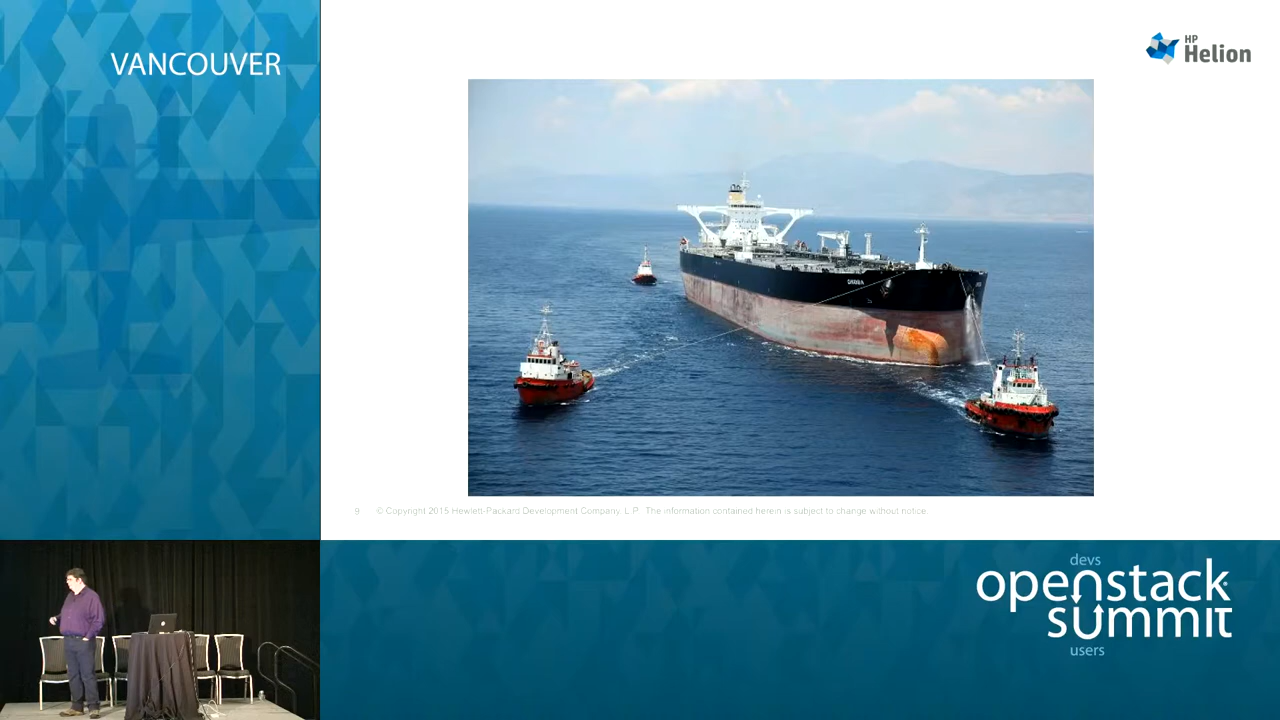 VANCOUVER
HP
Helion
9 © Copyright 2015 Hewlett-Packard Development Company, L.P. The information contained herein is subject to change without notice.
devs
openstack
summit
users